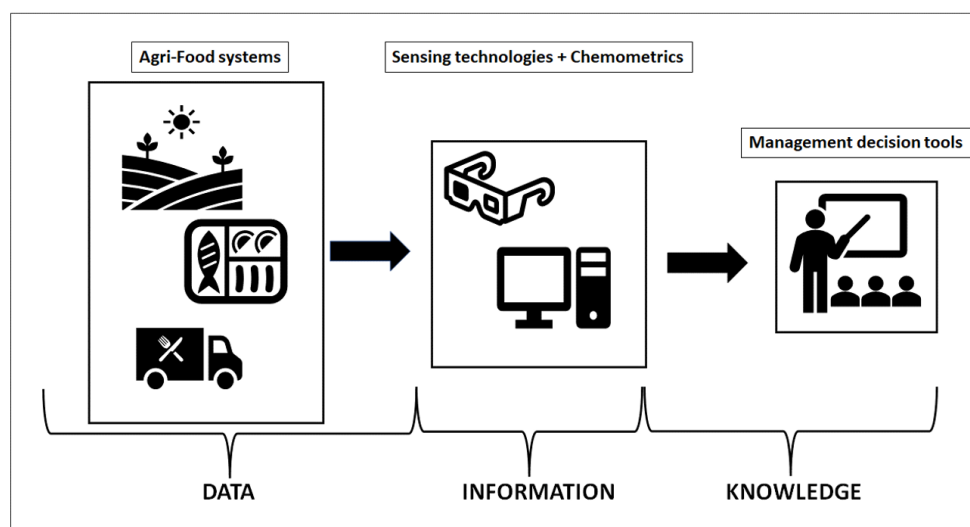 Agri-Food systems
Sensing technologies + Chemometrics
Management decision tools
DATA
INFORMATION
KNOWLEDGE